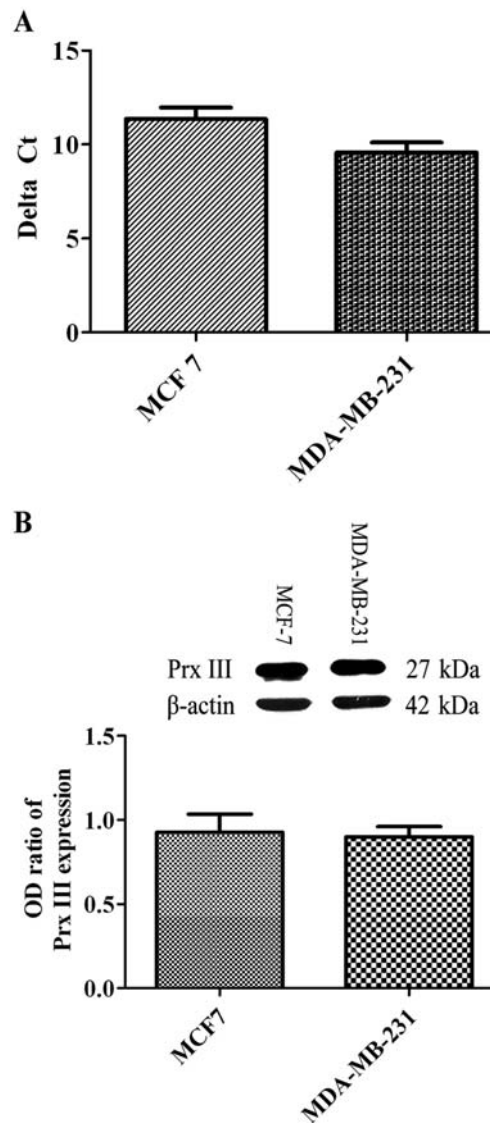 A
15
10
5
0
Delta Ct
MCF 7
MDA-MB-231
B
MCF-7
MDA-MB-231
Prx III 27 kDa
β-actin 42 kDa
1.5
1.0
0.5
0.0
OD ratio of
Prx III expression
MCF7
MDA-MB-231